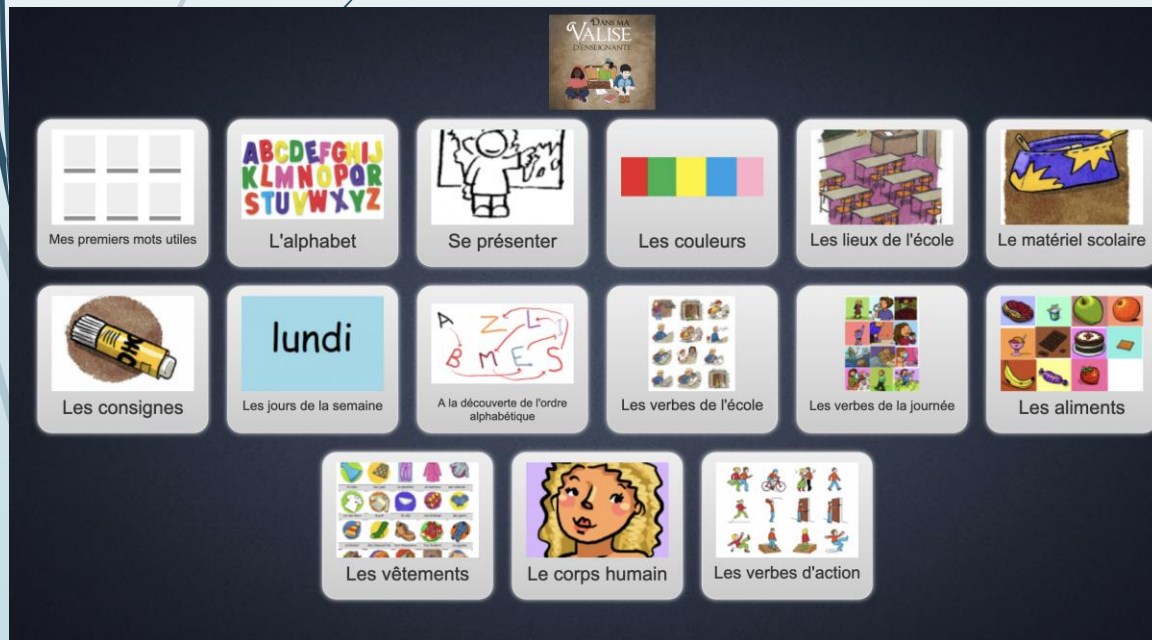 DANS MA
VALISE
D'ENSEIGNANTE
ABCDEFGHIJ
KLMNOPQR
STUVWXYZ
Mes premiers mots utiles
L'alphabet
Se présenter
Les couleurs
Les lieux de l'école
Le matériel scolaire
lundi
A Z L I
B M E S
Les consignes
Les jours de la semaine
A la découverte de l'ordre
alphabétique
Les verbes de l'école
Les verbes de la journée
Les aliments
Les vêtements
Le corps humain
Les verbes d'action